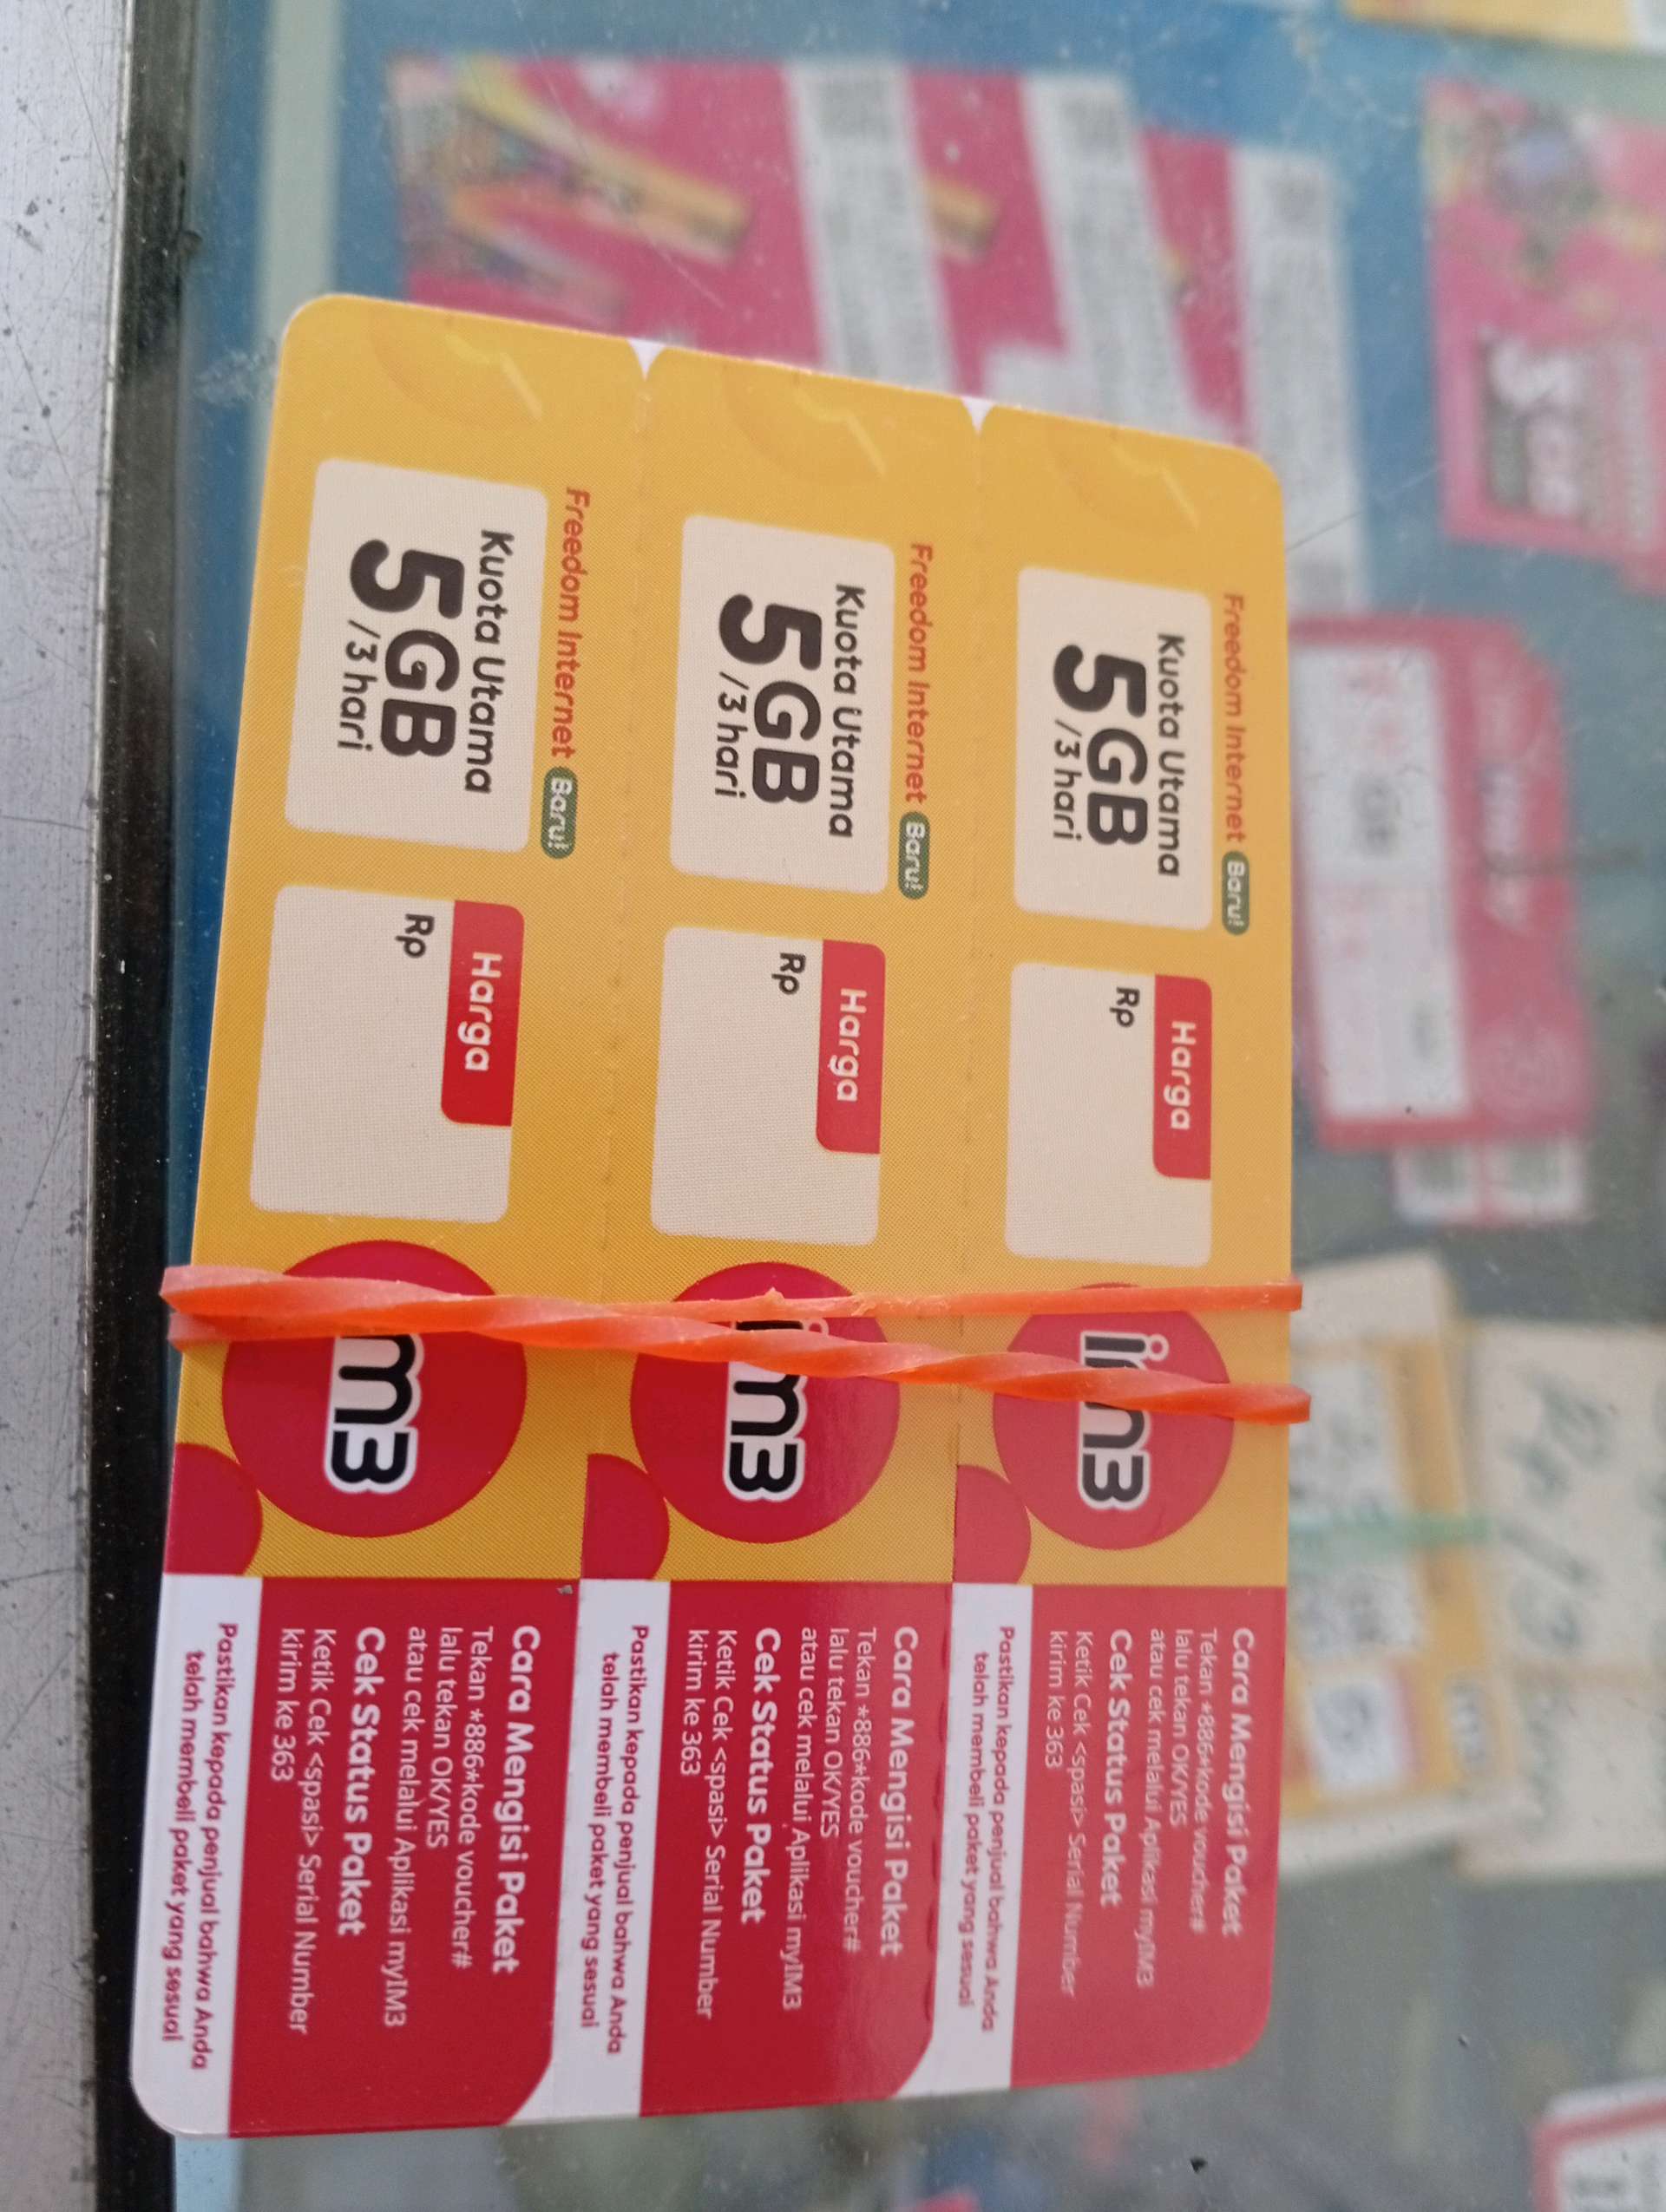 Freedom Internet Baru!
Kuota Utama
5 GB
/3 hari
Harga
Rp
im3
Cara Mengisi Paket
Tekan *886*kode voucher#
lalu tekan OK/YES
atau cek melalui Aplikasi myIM3
Cek Status Paket
Ketik Cek <spasi> Serial Number
kirim ke 363
Pastikan kepada penjual bahwa Anda
telah membeli paket yang sesuai
Freedom Internet Baru!
Kuota Utama
5 GB
/3 hari
Harga
Rp
im3
Cara Mengisi Paket
Tekan *886*kode voucher#
lalu tekan OK/YES
atau cek melalui Aplikasi myIM3
Cek Status Paket
Ketik Cek <spasi> Serial Number
kirim ke 363
Pastikan kepada penjual bahwa Anda
telah membeli paket yang sesuai
Freedom Internet Baru!
Kuota Utama
5 GB
/3 hari
Harga
Rp
im3
Cara Mengisi Paket
Tekan *886*kode voucher#
lalu tekan OK/YES
atau cek melalui Aplikasi myIM3
Cek Status Paket
Ketik Cek <spasi> Serial Number
kirim ke 363
Pastikan kepada penjual bahwa Anda
telah membeli paket yang sesuai